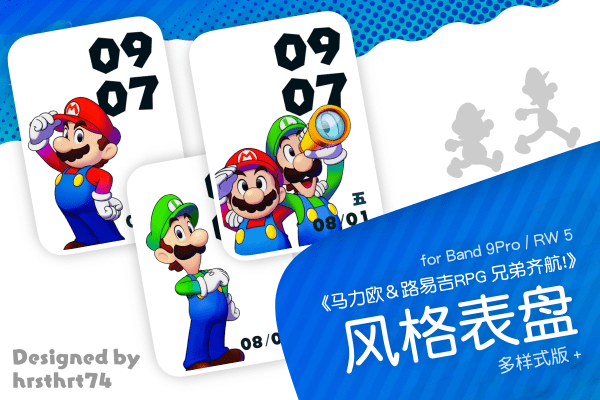 09
07
09
07
五
08/01
08/0
for Band 9Pro / RW 5
《马力欧&路易吉RPG 兄弟齐航!》
风格表盘
多样式版 +
Designed by
hrsthrt74